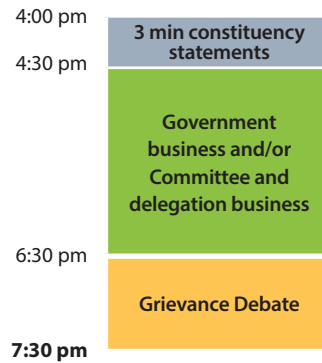 4:00 pm
3 min constituency
statements
4:30 pm
Government
business and/or
Committee and
delegation business
6:30 pm
Grievance Debate
7:30 pm